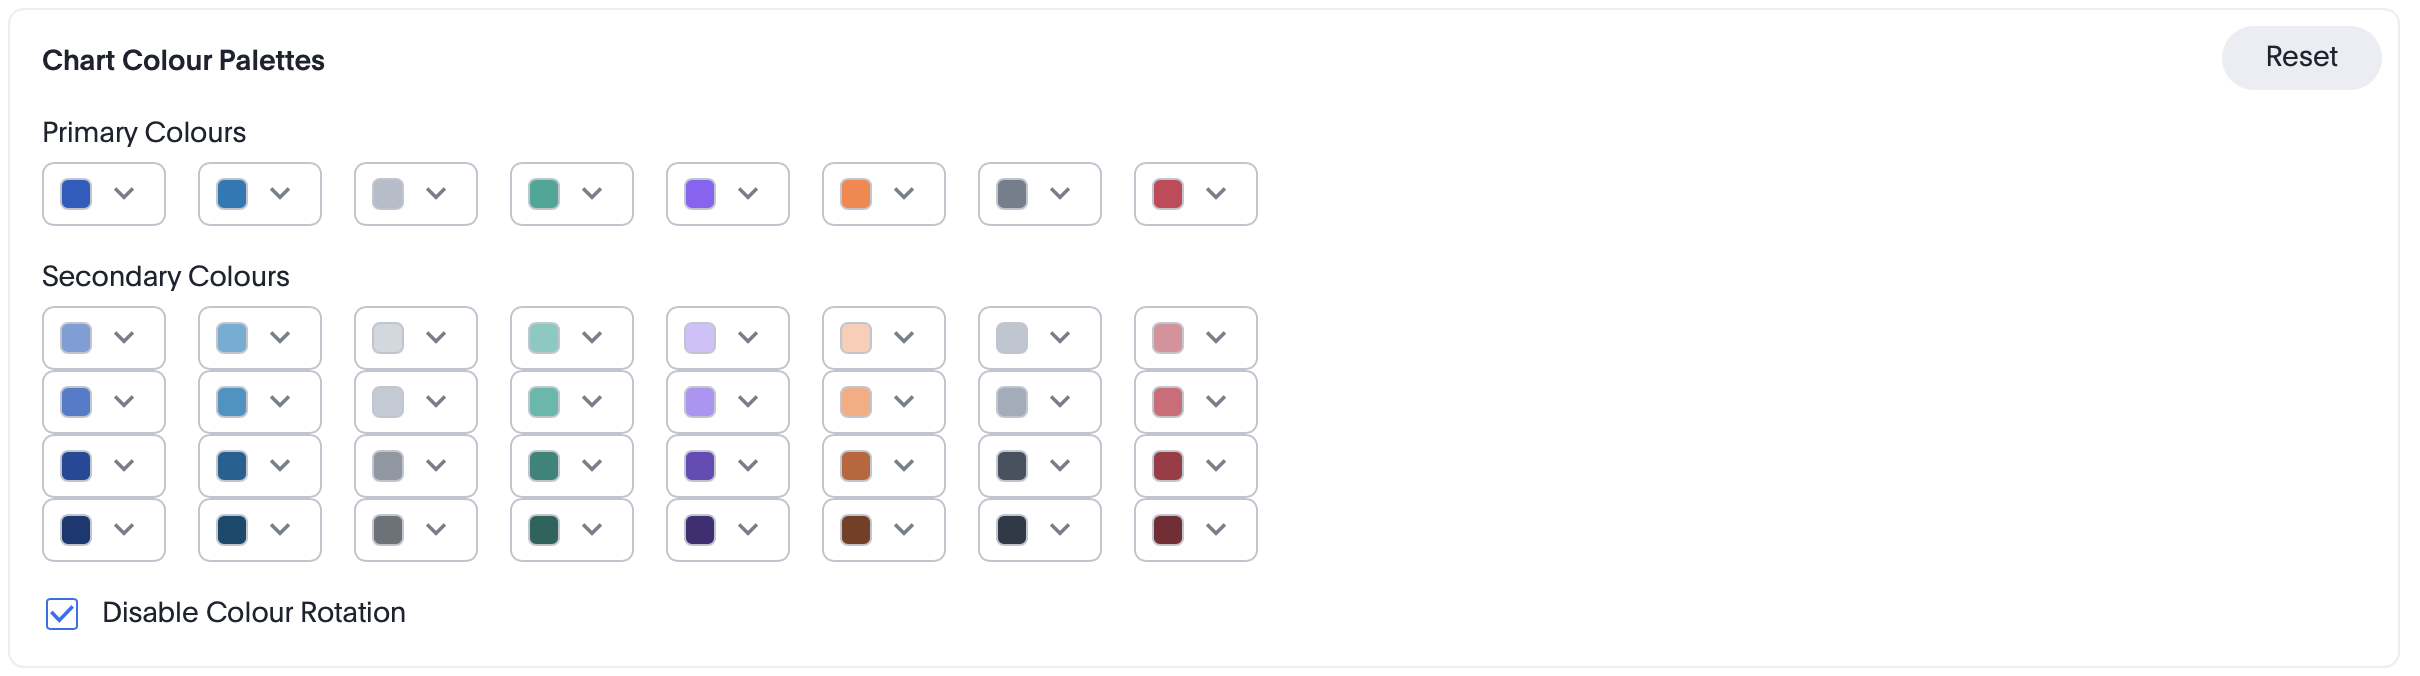 Chart Colour Palettes
Reset
Primary Colours
Secondary Colours
Disable Colour Rotation